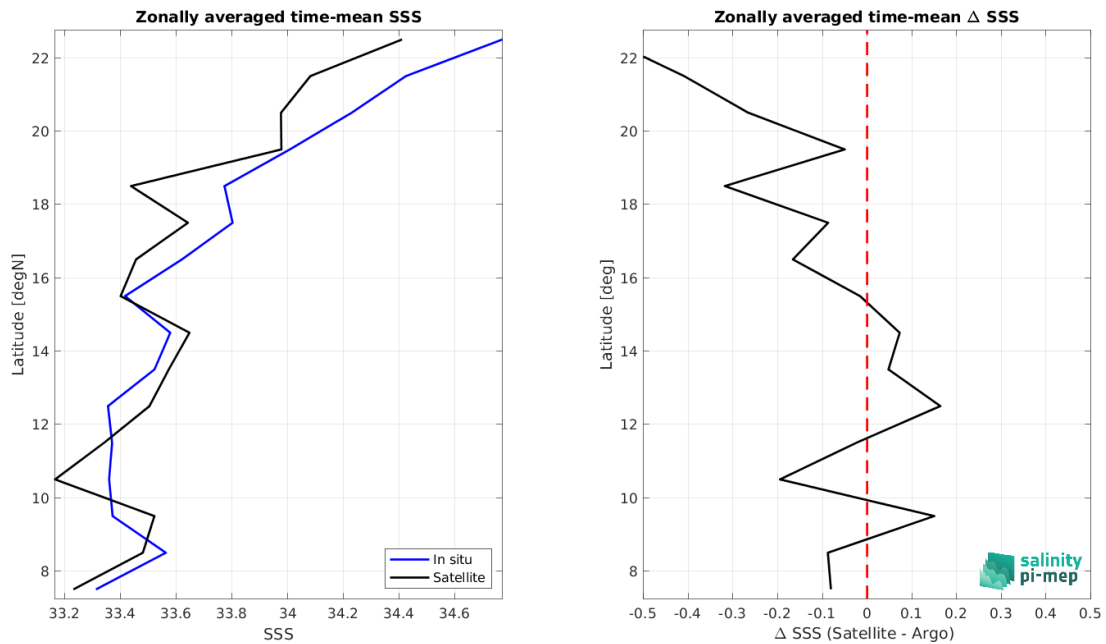 Zonally averaged time-mean SSS
22
20
18
16
14
12
10
8
Latitude [degN]
33.2 33.4 33.6 33.8 34 34.2 34.4 34.6
SSS
In situ
Satellite
Zonally averaged time-mean Δ SSS
22
20
18
16
14
12
10
8
Latitude [deg]
-0.5 -0.4 -0.3 -0.2 -0.1 0 0.1 0.2 0.3 0.4 0.5
Δ SSS (Satellite - Argo)
salinity
pi-mep